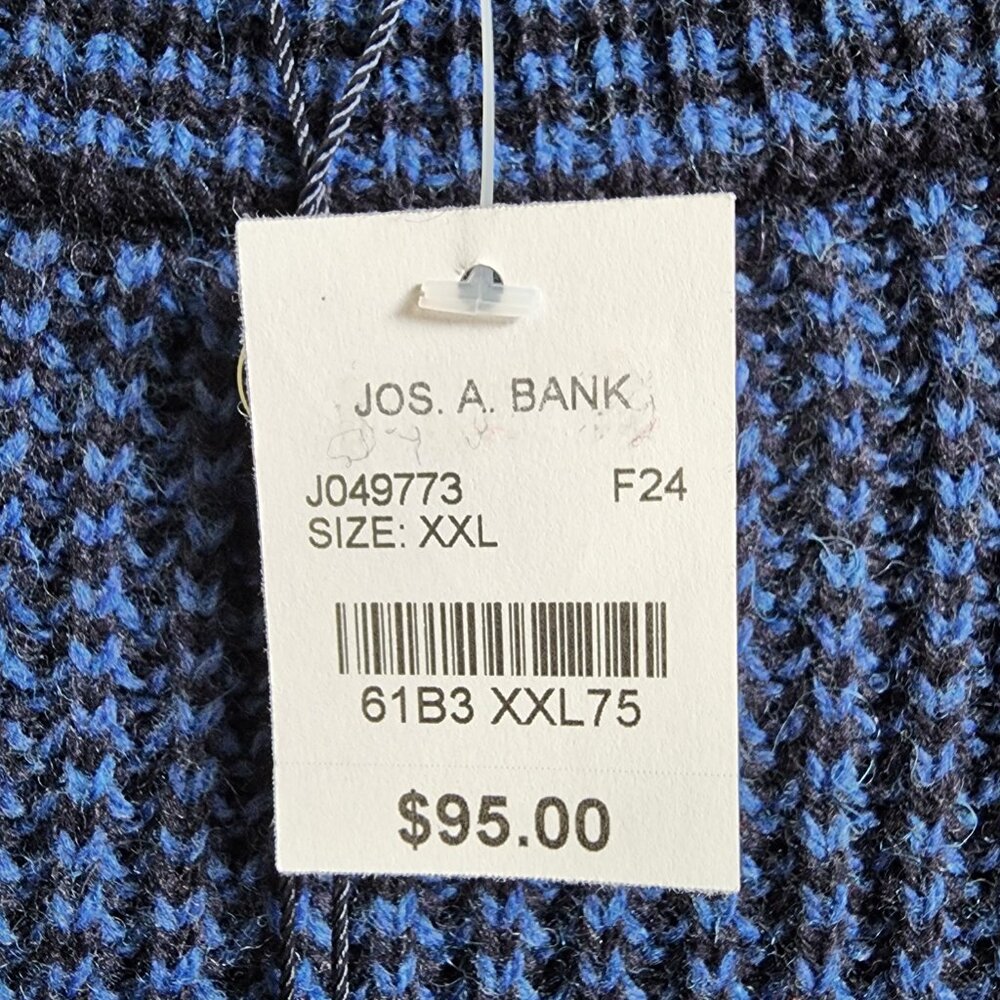 JOS. A. BANK
J049773 F24
SIZE: XXL
61B3 XXL75
$95.00